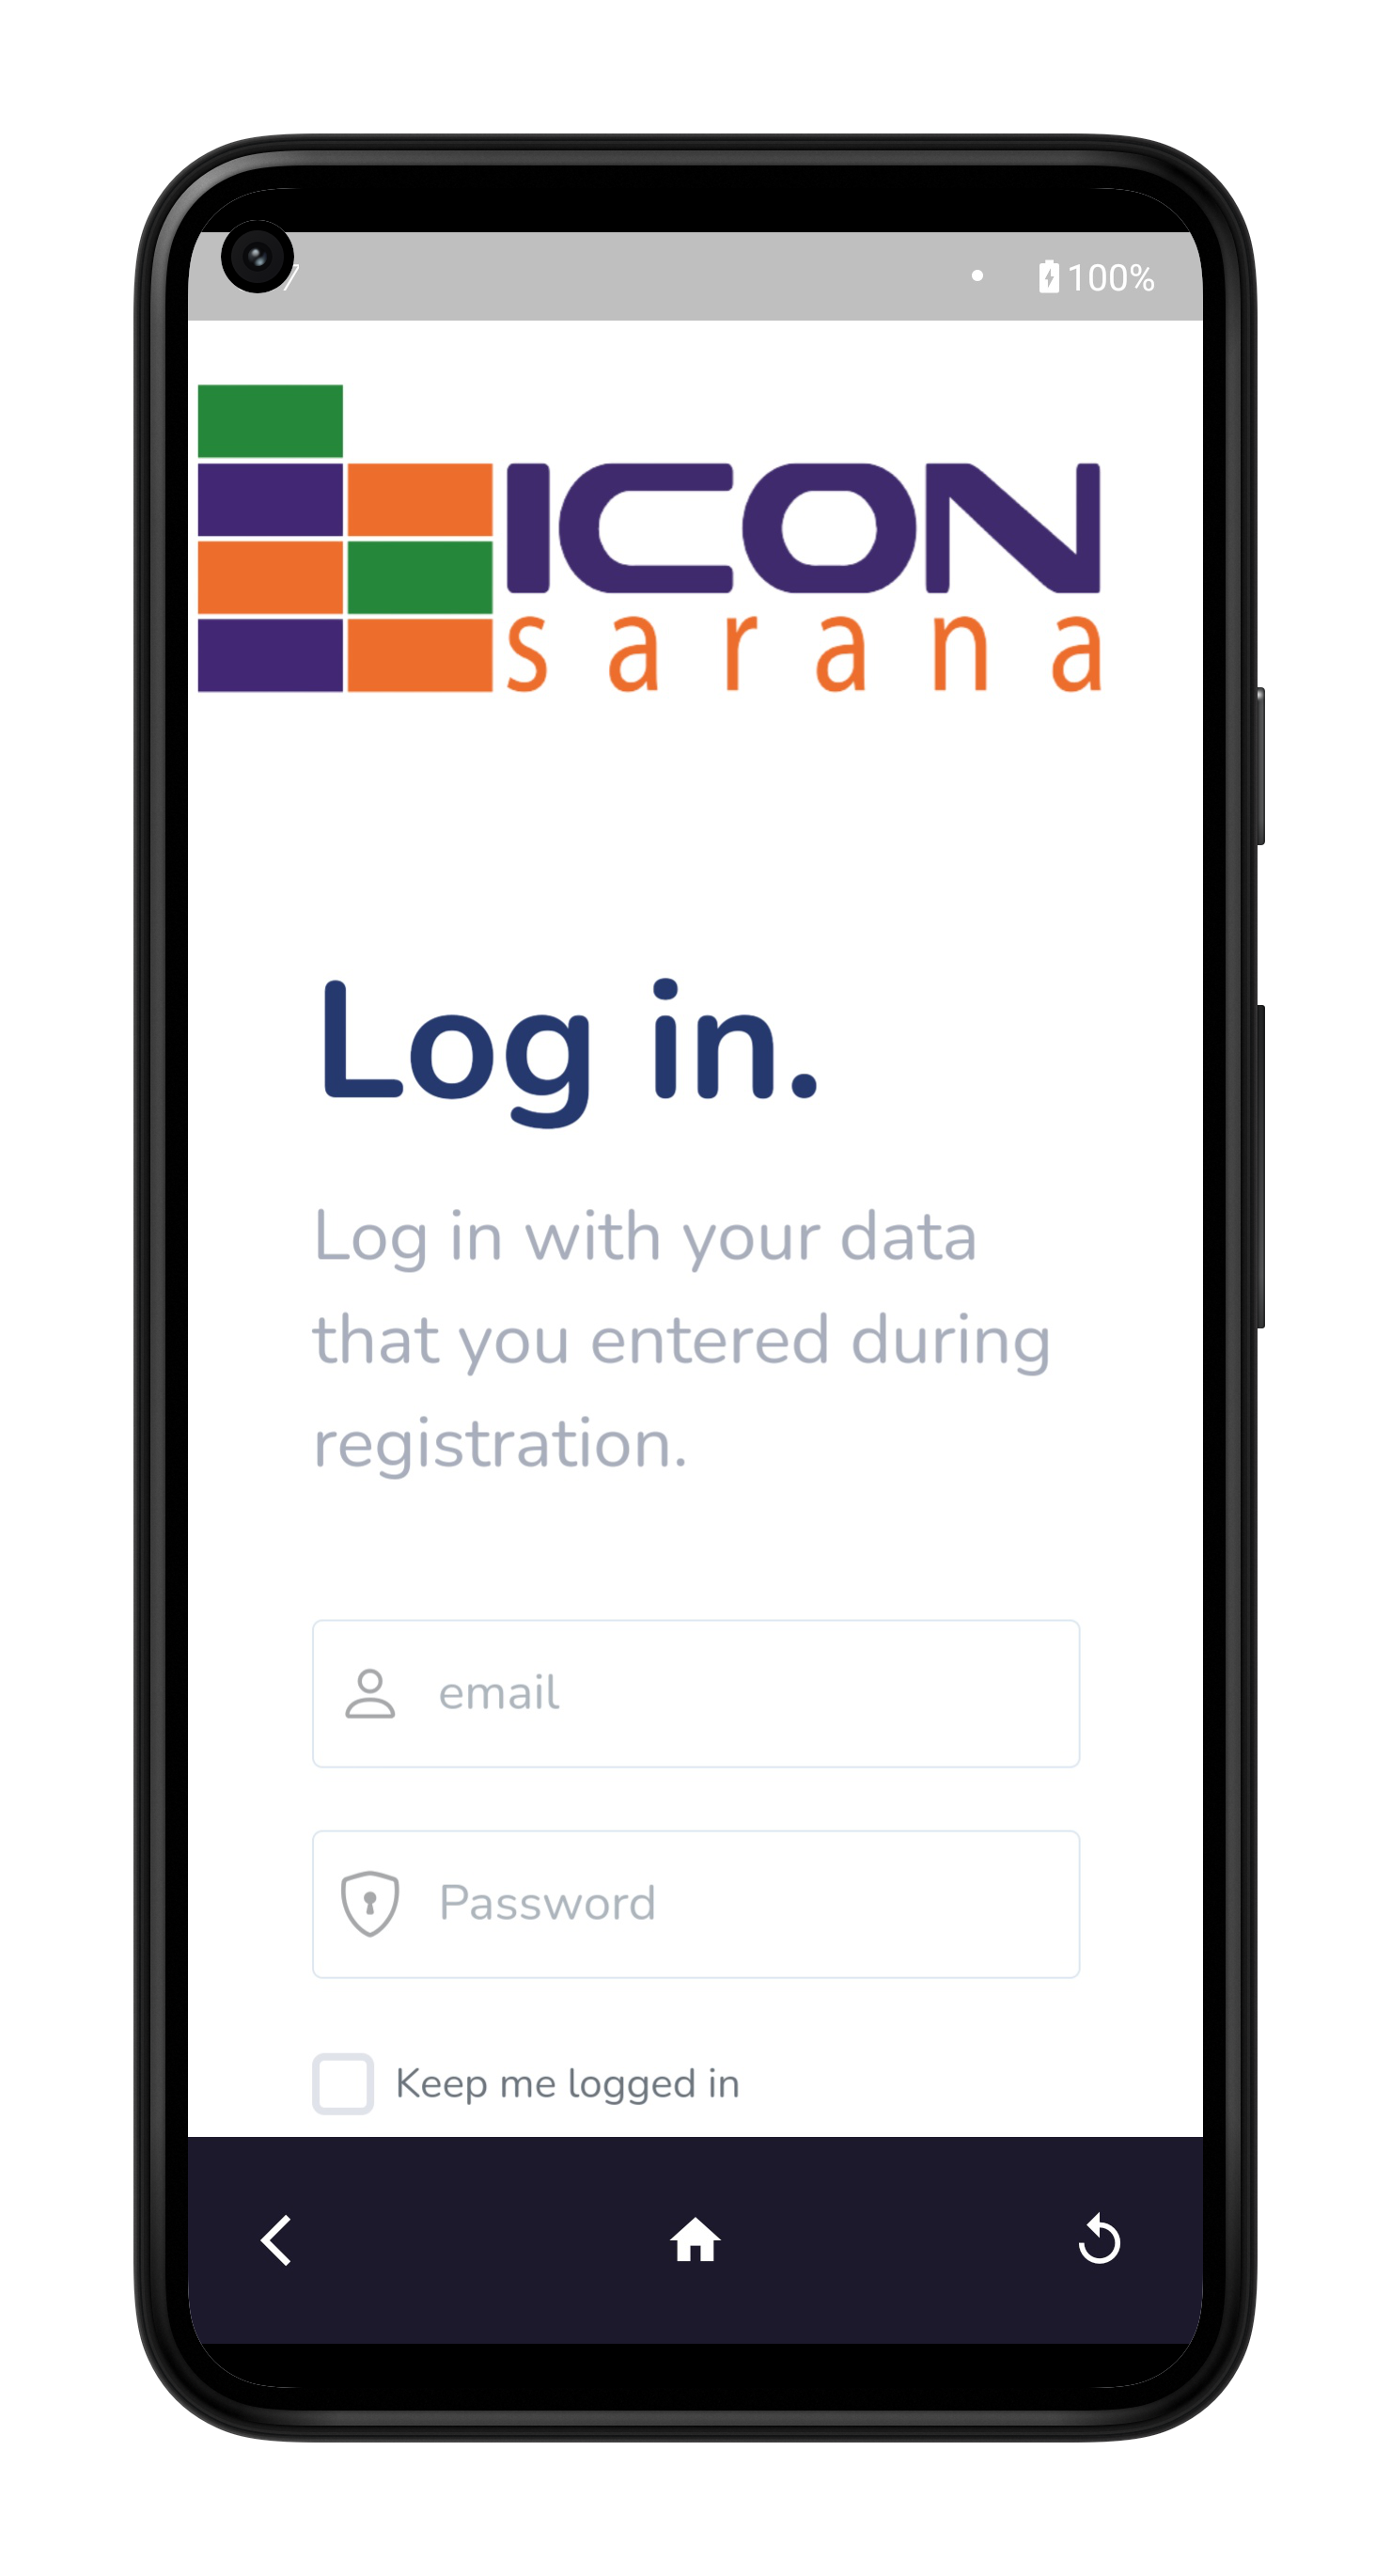 100%
ICON
sarana
Log in.
Log in with your data
that you entered during
registration.
email
Password
Keep me logged in